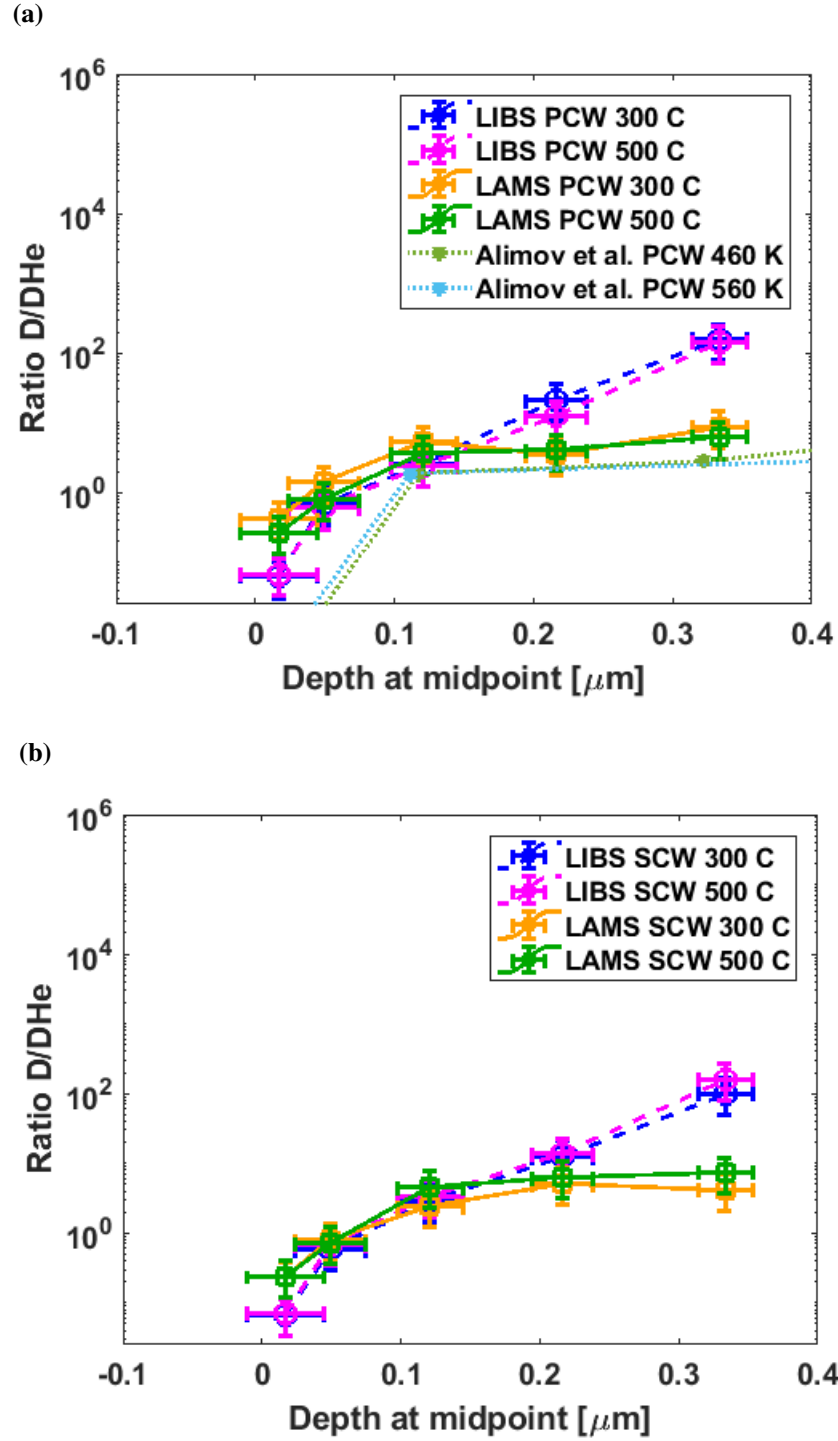 (a)
10^6
10^4
10^2
10^0
Ratio D/DHe
LIBS PCW 300 C
LIBS PCW 500 C
LAMS PCW 300 C
LAMS PCW 500 C
Alimov et al. PCW 460 K
Alimov et al. PCW 560 K
-0.1 0 0.1 0.2 0.3 0.4
Depth at midpoint [μm]
(b)
10^6
10^4
10^2
10^0
Ratio D/DHe
LIBS SCW 300 C
LIBS SCW 500 C
LAMS SCW 300 C
LAMS SCW 500 C
-0.1 0 0.1 0.2 0.3 0.4
Depth at midpoint [μm]